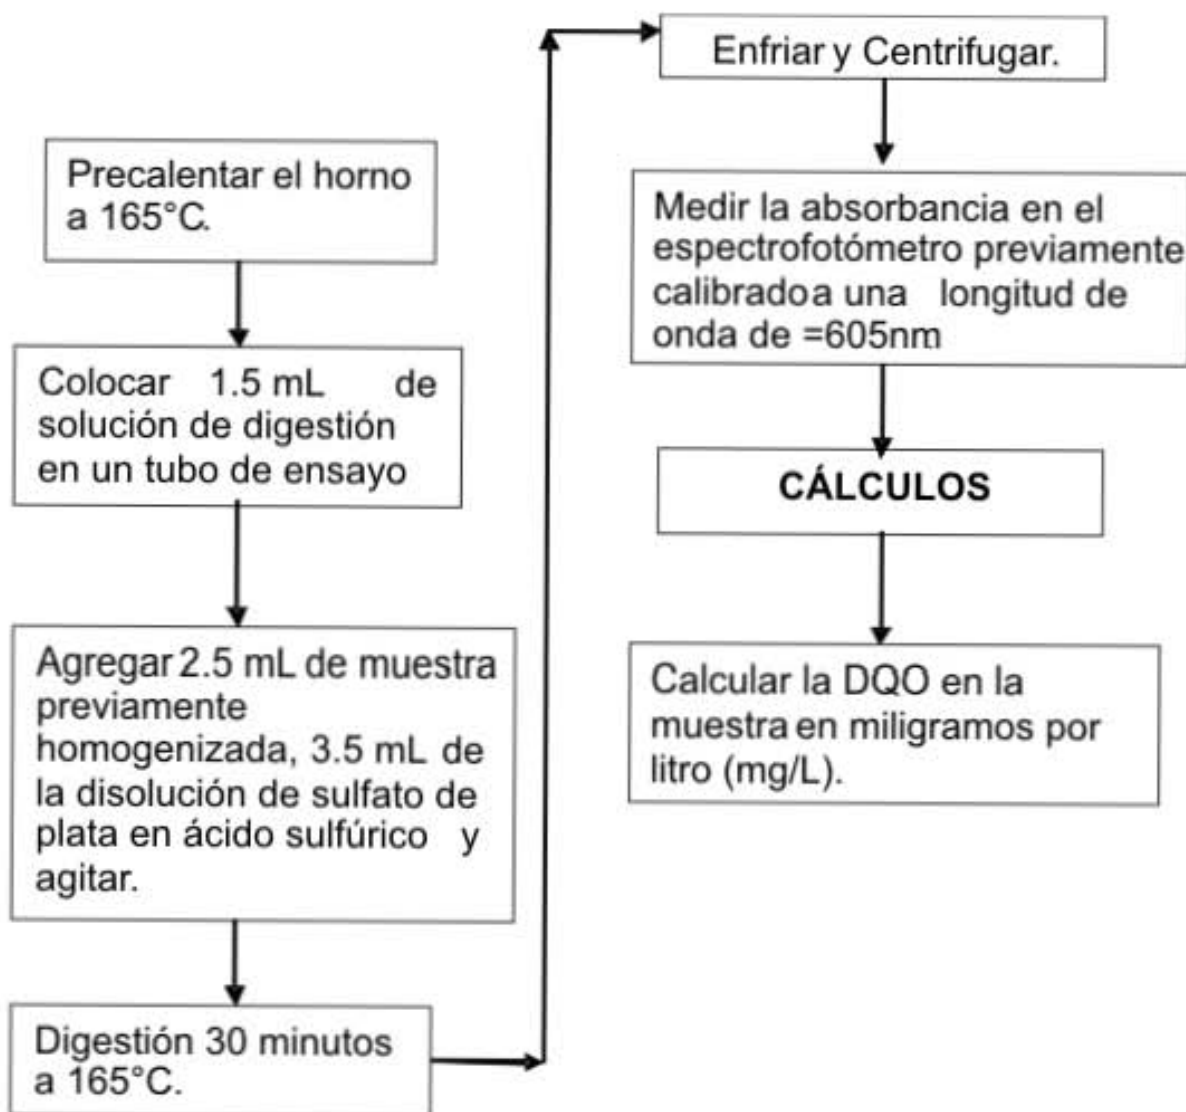 Precalentar el horno
a 165°C.
Colocar 1.5 mL de
solución de digestión
en un tubo de ensayo
Agregar 2.5 mL de muestra
previamente
homogenizada, 3.5 mL de
la disolución de sulfato de
plata en ácido sulfúrico y
agitar.
Digestión 30 minutos
a 165°C.
Enfriar y Centrifugar.
Medir la absorbancia en el
espectrofotómetro previamente
calibrado a una longitud de
onda de =605nm
CÁLCULOS
Calcular la DQO en la
muestra en miligramos por
litro (mg/L).